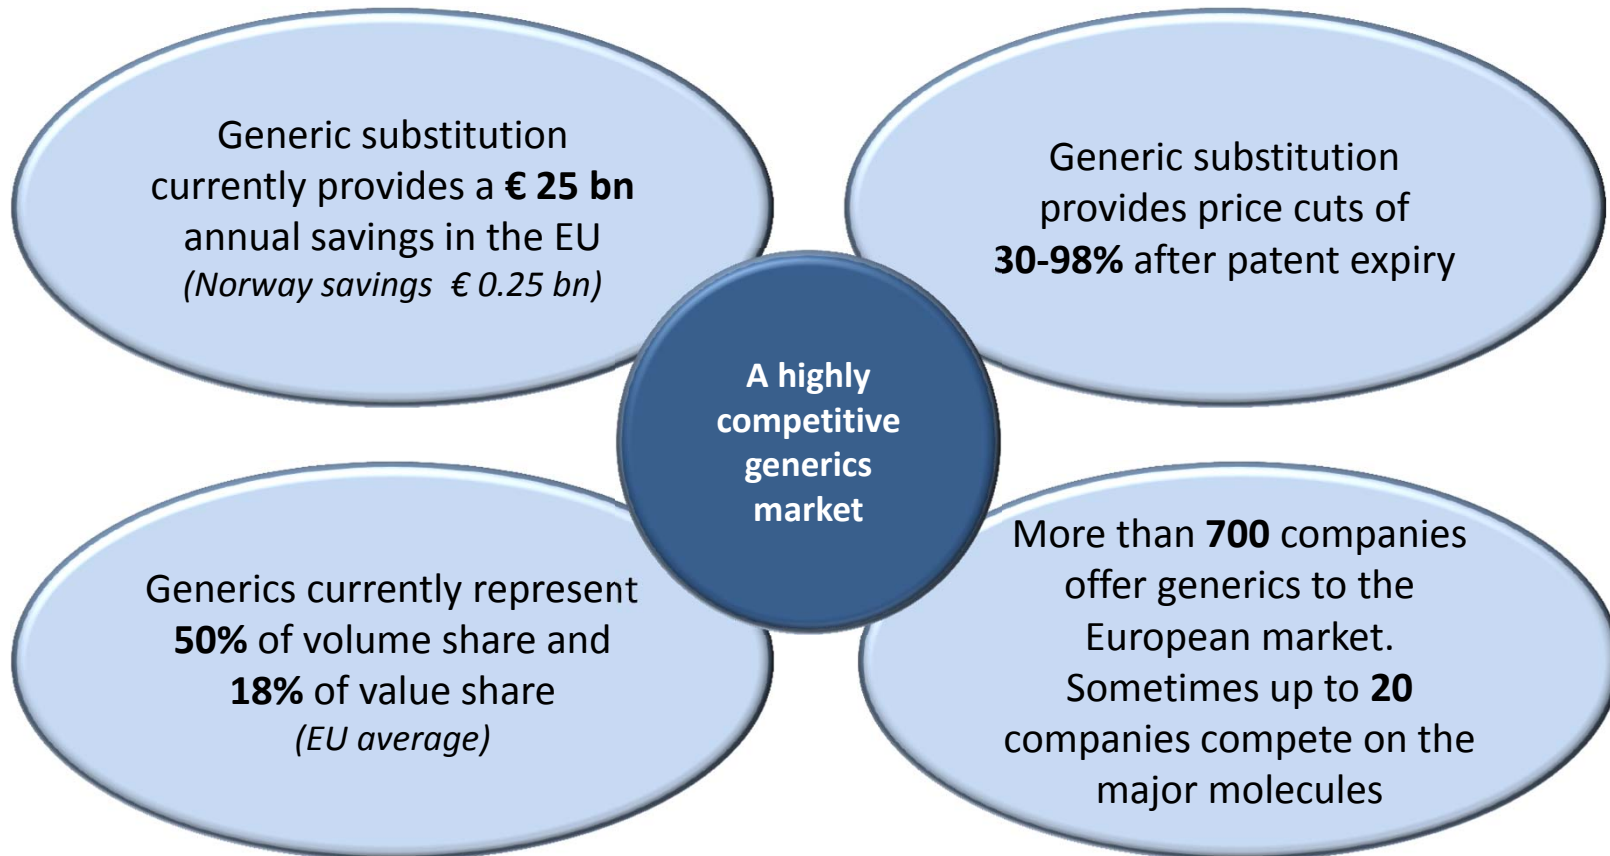 Generic substitution
currently provides a € 25 bn
annual savings in the EU
(Norway savings € 0.25 bn)
Generic substitution
provides price cuts of
30-98% after patent expiry
A highly
competitive
generics
market
Generics currently represent
50% of volume share and
18% of value share
(EU average)
More than 700 companies
offer generics to the
European market.
Sometimes up to 20
companies compete on the
major molecules